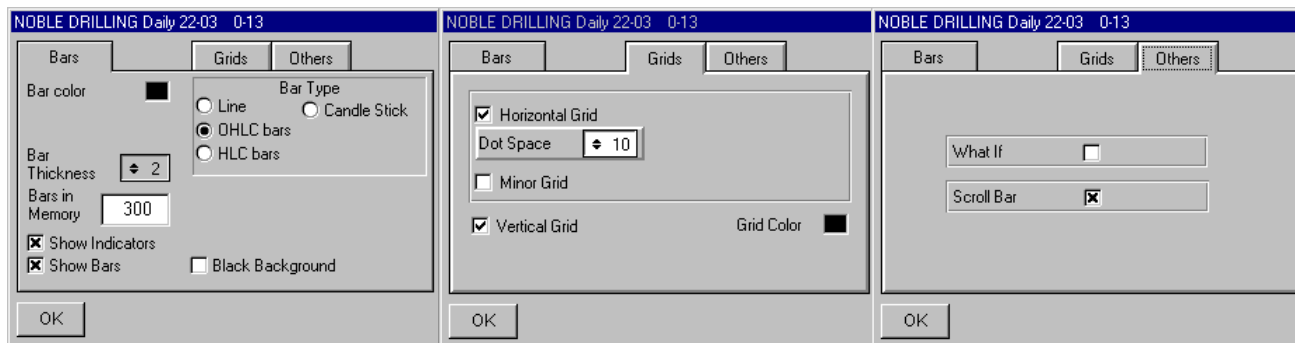 NOBLE DRILLING Daily 22-03 0-13
Bars Grids Others
Bar color
Bar Type
Line Candle Stick
OHLC bars
HLC bars
Bar
Thickness 2
Bars in
Memory 300
Show Indicators
Show Bars Black Background
OK
NOBLE DRILLING Daily 22-03 0-13
Bars Grids Others
Horizontal Grid
Dot Space 10
Minor Grid
Vertical Grid Grid Color
OK
NOBLE DRILLING Daily 22-03 0-13
Bars Grids Others
What If
Scroll Bar
OK